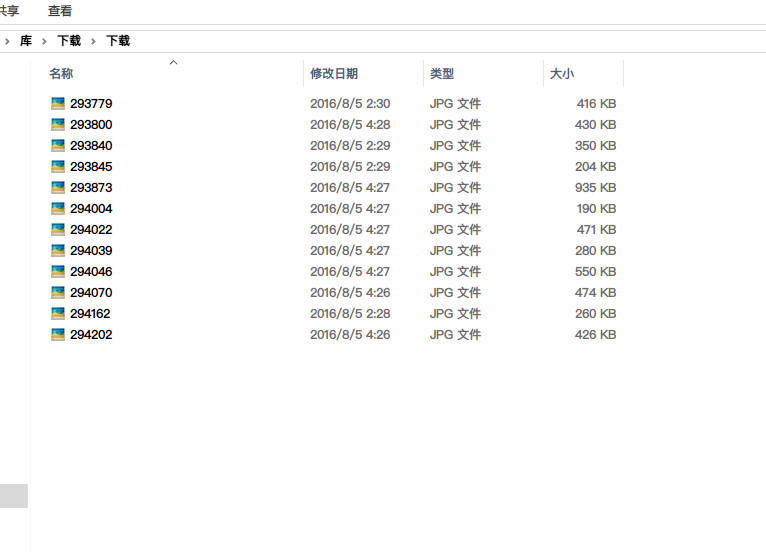 共享 查看
库 下载 下载
名称 修改日期 类型 大小
293779 2016/8/5 2:30 JPG 文件 416 KB
293800 2016/8/5 4:28 JPG 文件 430 KB
293840 2016/8/5 2:29 JPG 文件 350 KB
293845 2016/8/5 2:29 JPG 文件 204 KB
293873 2016/8/5 4:27 JPG 文件 935 KB
294004 2016/8/5 4:27 JPG 文件 190 KB
294022 2016/8/5 4:27 JPG 文件 471 KB
294039 2016/8/5 4:27 JPG 文件 280 KB
294046 2016/8/5 4:27 JPG 文件 550 KB
294070 2016/8/5 4:26 JPG 文件 474 KB
294162 2016/8/5 2:28 JPG 文件 260 KB
294202 2016/8/5 4:26 JPG 文件 426 KB